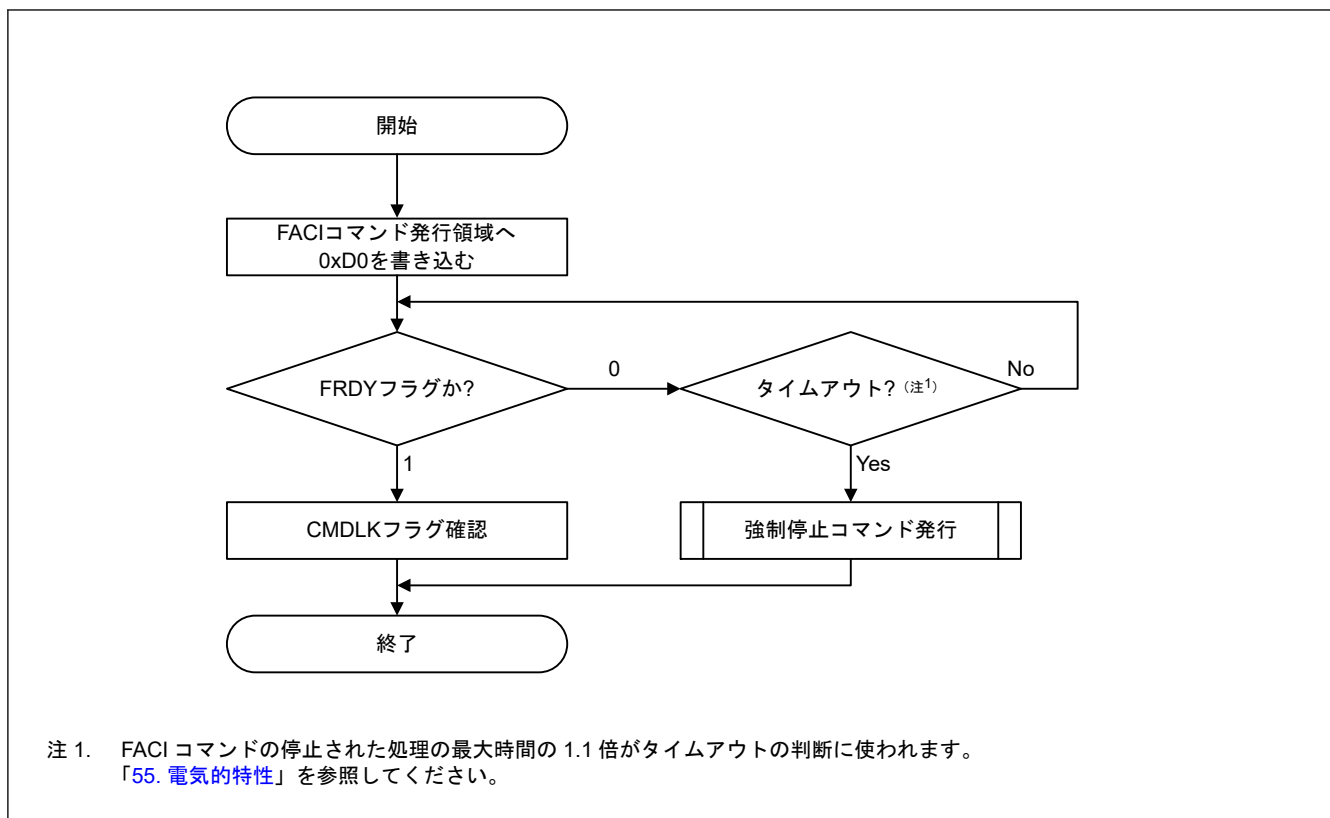 開始
FACIコマンド発行領域へ
0xD0を書き込む
FRDYフラグか?
0
タイムアウト?（注1）
No
1
Yes
CMDLKフラグ確認
強制停止コマンド発行
終了
注 1. FACI コマンドの停止された処理の最大時間の 1.1 倍がタイムアウトの判断に使われます。
「55. 電気的特性」を参照してください。